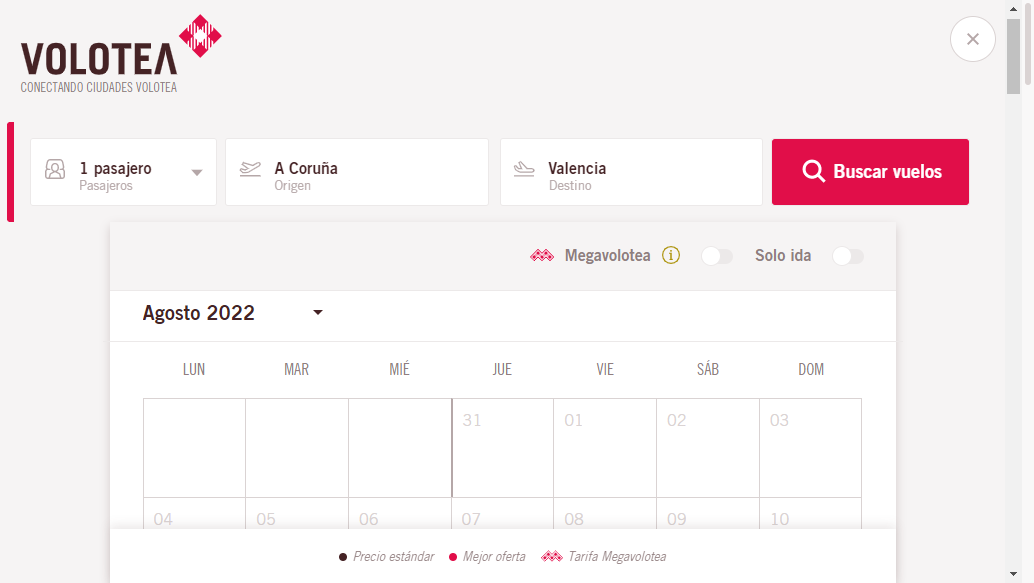 VOLOTEA
CONECTANDO CIUDADES VOLOTEA
1 pasajero
Pasajeros
A Coruña
Origen
Valencia
Destino
Buscar vuelos
Megavolotea i Solo ida
Agosto 2022
LUN MAR MIÉ JUE VIE SÁB DOM
31 01 02 03
04 05 06 07 08 09 10
Precio estándar Mejor oferta Tarifa Megavolotea